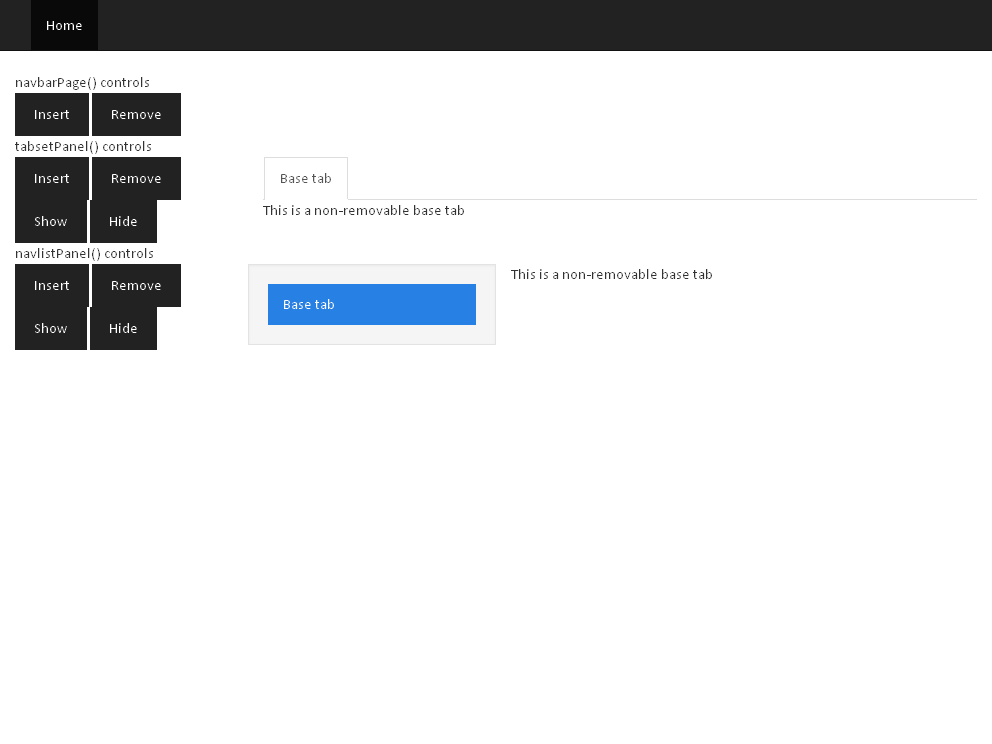 Home
navbarPage() controls
Insert Remove
tabsetPanel() controls
Insert Remove
Base tab
Show Hide
This is a non-removable base tab
navlistPanel() controls
Insert Remove
Show Hide
Base tab
This is a non-removable base tab